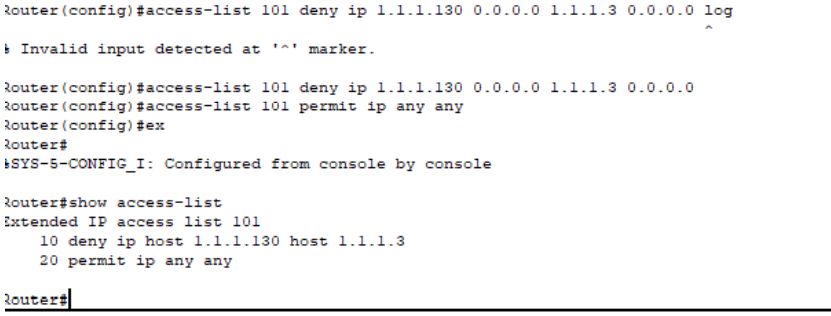 Router(config)#access-list 101 deny ip 1.1.1.130 0.0.0.0 1.1.1.3 0.0.0.0 log
^
% Invalid input detected at '^' marker.
Router(config)#access-list 101 deny ip 1.1.1.130 0.0.0.0 1.1.1.3 0.0.0.0
Router(config)#access-list 101 permit ip any any
Router(config)#ex
Router#
%SYS-5-CONFIG_I: Configured from console by console
Router#show access-list
Extended IP access list 101
10 deny ip host 1.1.1.130 host 1.1.1.3
20 permit ip any any
Router#